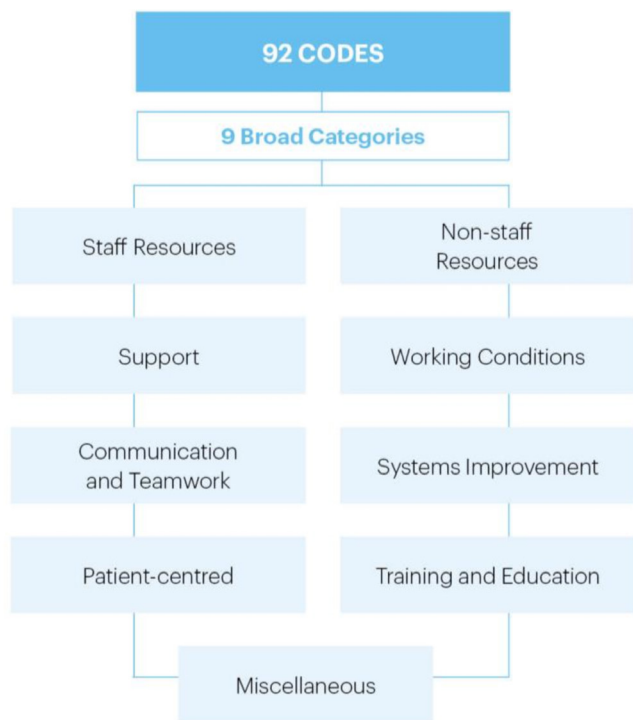 92 CODES
9 Broad Categories
Staff Resources
Non-staff
Resources
Support
Working Conditions
Communication
and Teamwork
Systems Improvement
Patient-centred
Training and Education
Miscellaneous